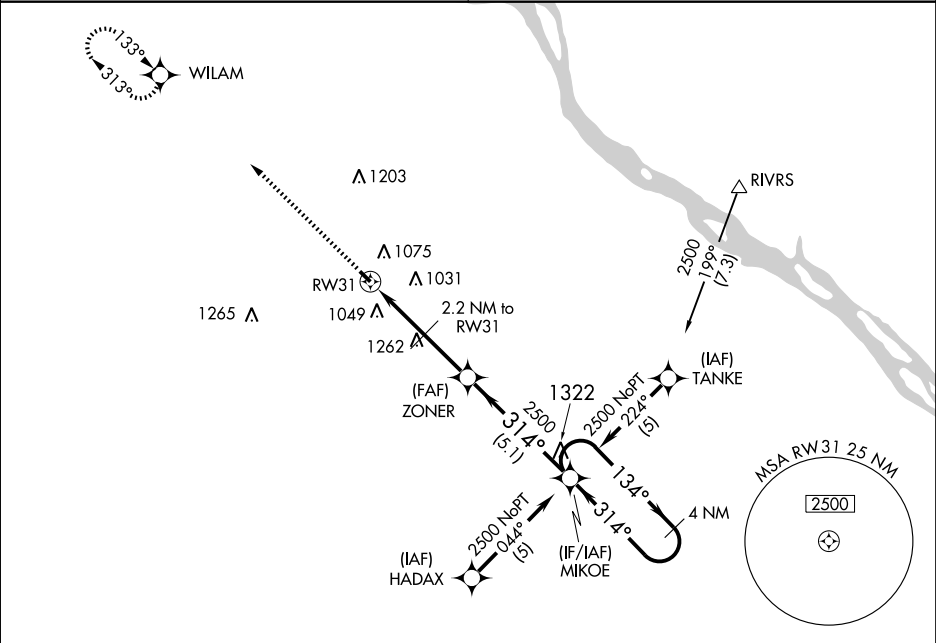 133°
313°
WILAM
1203
RIVRS
1075
2500
199°
(7.3)
RW31
1031
1265
1049
2.2 NM to
RW31
1262
(IAF)
TANKE
(FAF)
ZONER
2500
314°
(5.1)
1322
2500 NoPT
224°
(5)
134°
314°
4 NM
MSA RW31 25 NM
2500
2500 NoPT
044°
(5)
(IF/IAF)
MIKOE
(IAF)
HADAX